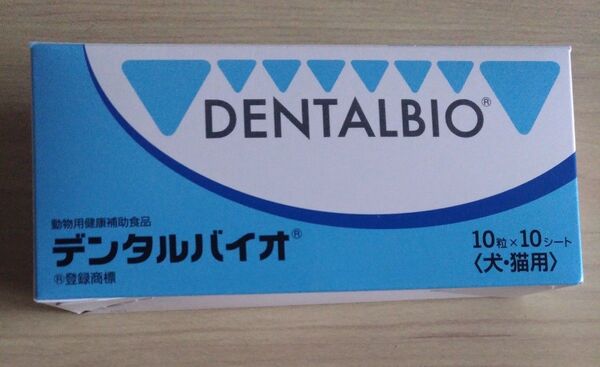 DENTALBIO®
動物用健康補助食品
デンタルバイオ®
®登録商標
10粒×10シート
〈犬・猫用〉